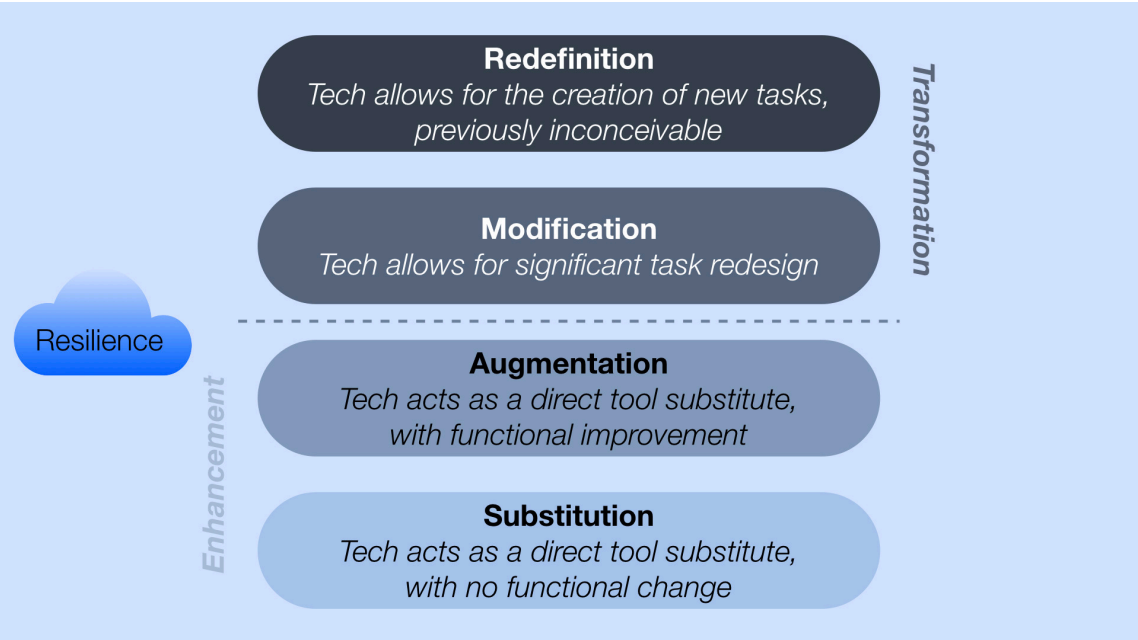 Redefinition
Tech allows for the creation of new tasks,
previously inconceivable
Transformation
Modification
Tech allows for significant task redesign
Resilience
Augmentation
Tech acts as a direct tool substitute,
with functional improvement
Enhancement
Substitution
Tech acts as a direct tool substitute,
with no functional change